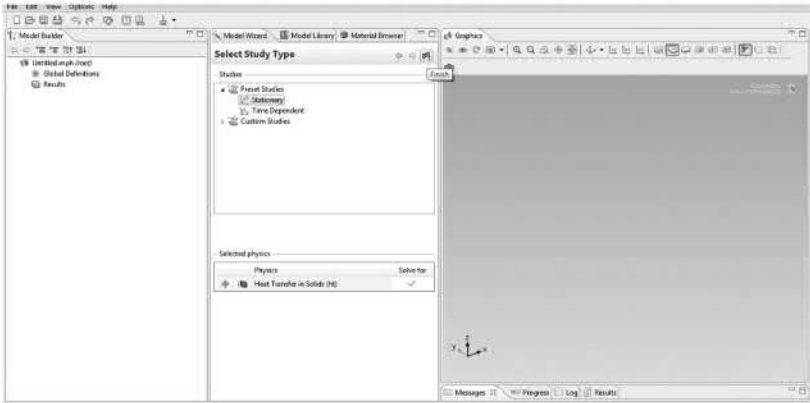 File Edit View Options Help
Model Builder
Untitled.mph (root)
Global Definitions
Results
Model Wizard Model Library Material Browser
Select Study Type
Finish
Studies
Preset Studies
Stationary
Time Dependent
Custom Studies
Selected physics
Physics Solve for
Heat Transfer in Solids (ht)
Graphics
y z x
Messages Progress Log Results